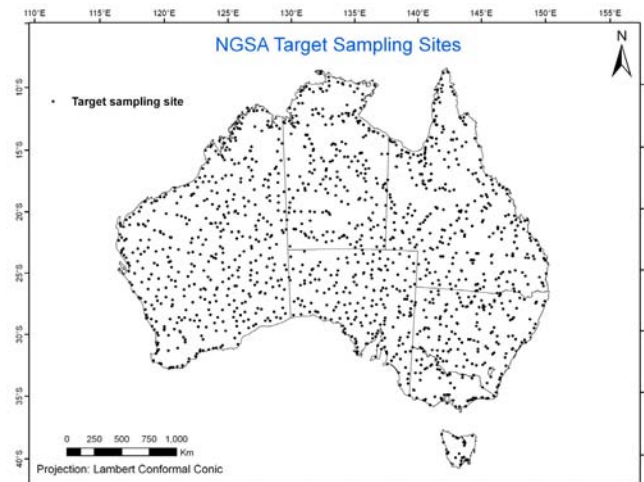 110°E 115°E 120°E 125°E 130°E 135°E 140°E 145°E 150°E 155°E
NGSA Target Sampling Sites
N
Target sampling site
10°S
15°S
20°S
25°S
30°S
35°S
40°S
0 250 500 750 1,000
Km
Projection: Lambert Conformal Conic